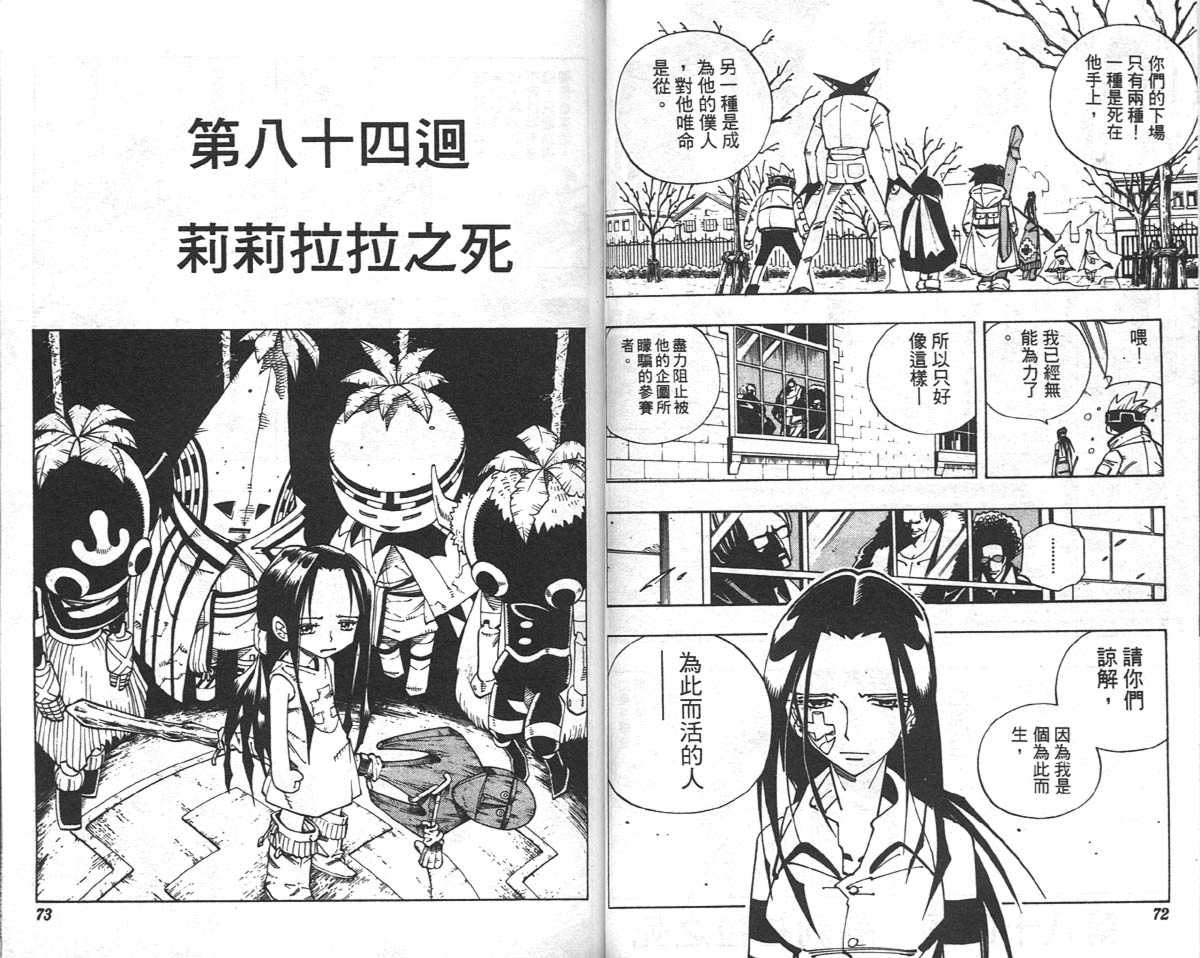 你們的下場
只有兩種！
一種是死在
他手上，
另一種是成
為他的僕人
，對他唯命
是從。
喂！
我已經無
能為力了
。
所以只好
像這樣—
盡力阻止被
他的企圖所
矇騙的參賽
者。
………
請你們
諒解，
因為我是
個為此而
生，
為此而活的人
——
72
第八十四迴
莉莉拉拉之死
73